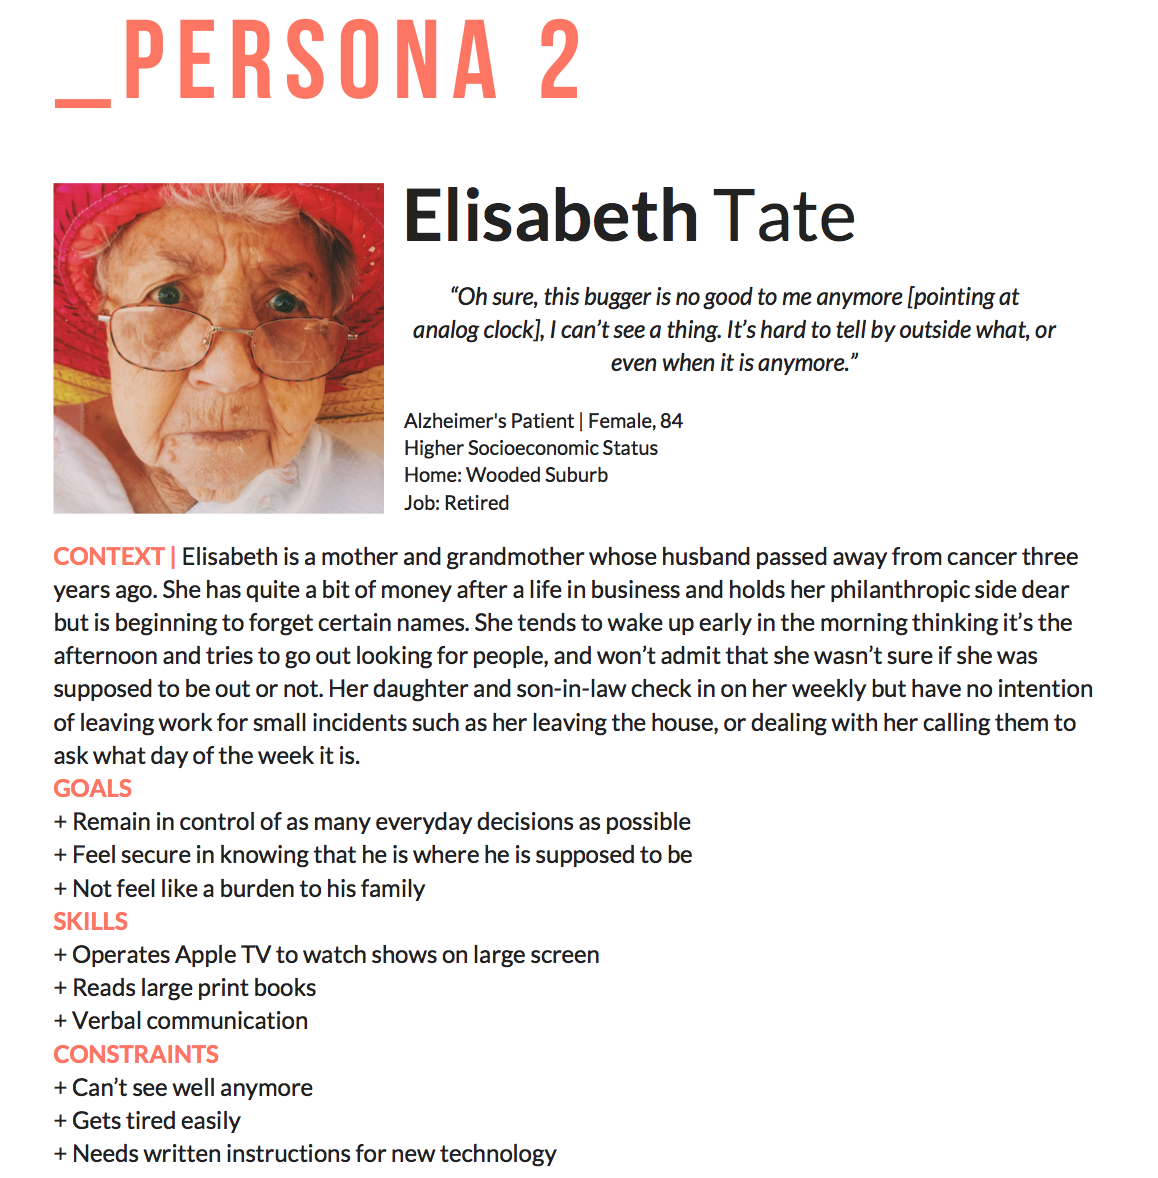 _PERSONA 2
Elisabeth Tate
“Oh sure, this bugger is no good to me anymore [pointing at
analog clock], I can’t see a thing. It’s hard to tell by outside what, or
even when it is anymore.”
Alzheimer's Patient | Female, 84
Higher Socioeconomic Status
Home: Wooded Suburb
Job: Retired
CONTEXT | Elisabeth is a mother and grandmother whose husband passed away from cancer three
years ago. She has quite a bit of money after a life in business and holds her philanthropic side dear
but is beginning to forget certain names. She tends to wake up early in the morning thinking it’s the
afternoon and tries to go out looking for people, and won’t admit that she wasn’t sure if she was
supposed to be out or not. Her daughter and son-in-law check in on her weekly but have no intention
of leaving work for small incidents such as her leaving the house, or dealing with her calling them to
ask what day of the week it is.
GOALS
+ Remain in control of as many everyday decisions as possible
+ Feel secure in knowing that he is where he is supposed to be
+ Not feel like a burden to his family
SKILLS
+ Operates Apple TV to watch shows on large screen
+ Reads large print books
+ Verbal communication
CONSTRAINTS
+ Can’t see well anymore
+ Gets tired easily
+ Needs written instructions for new technology